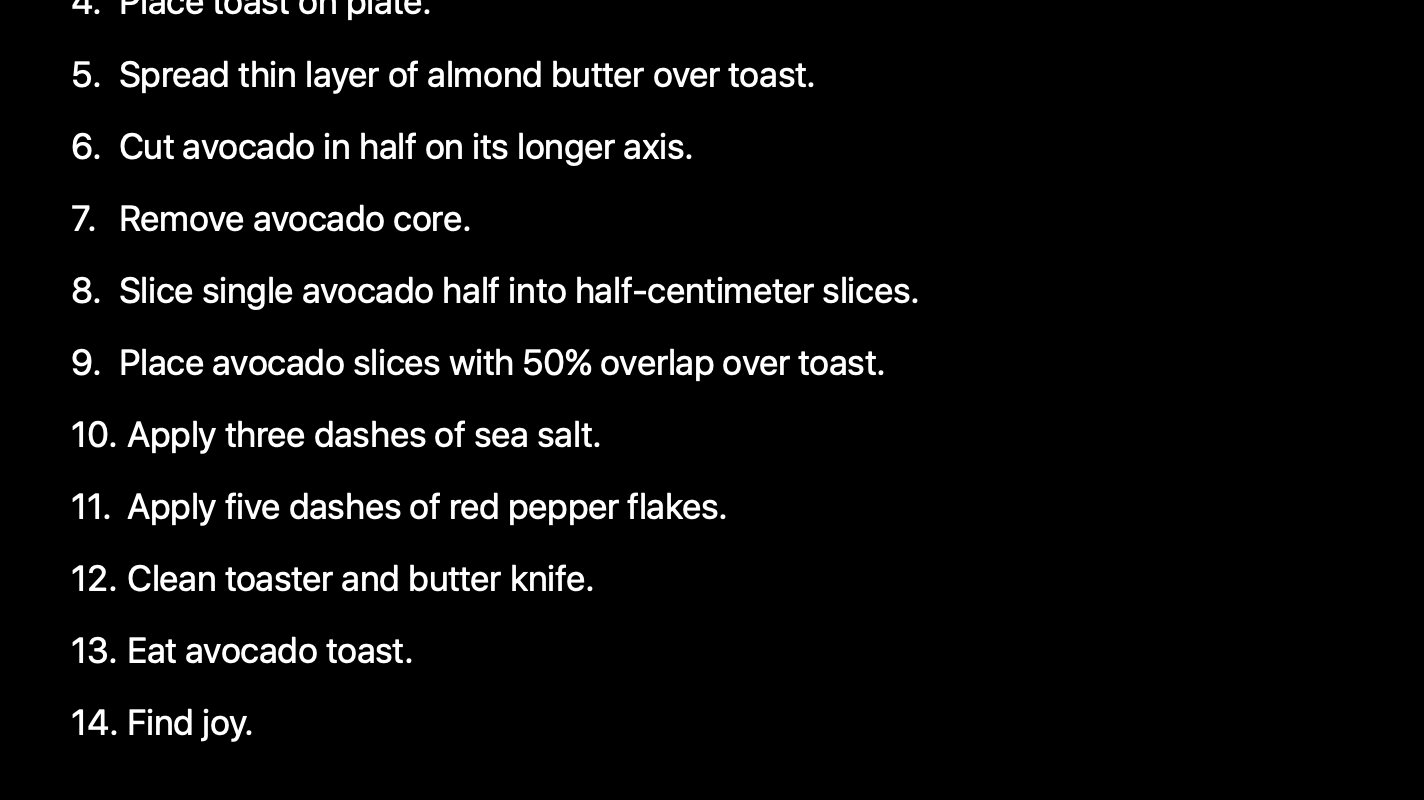 4. Place toast on plate.
5. Spread thin layer of almond butter over toast.
6. Cut avocado in half on its longer axis.
7. Remove avocado core.
8. Slice single avocado half into half-centimeter slices.
9. Place avocado slices with 50% overlap over toast.
10. Apply three dashes of sea salt.
11. Apply five dashes of red pepper flakes.
12. Clean toaster and butter knife.
13. Eat avocado toast.
14. Find joy.